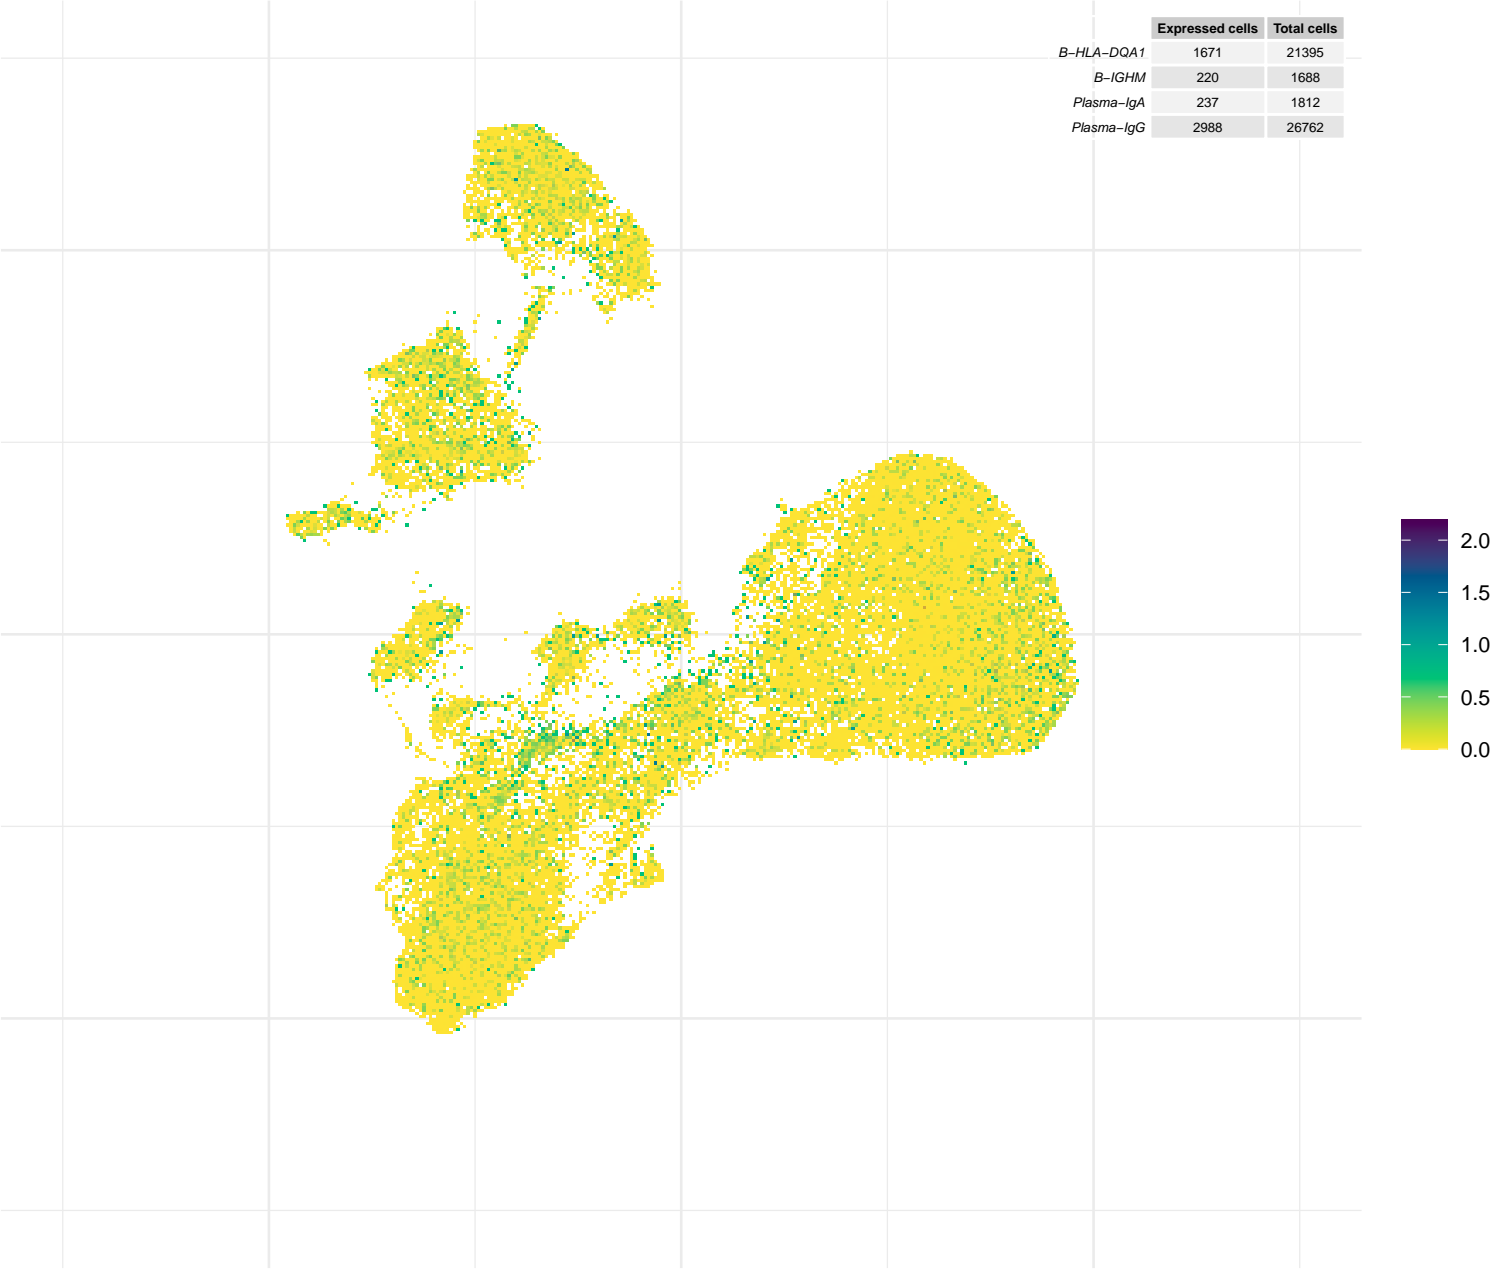 Expressed cells Total cells
B−HLA−DQA1 1671 21395
B−IGHM 220 1688
Plasma−IgA 237 1812
Plasma−IgG 2988 26762
2.0
1.5
1.0
0.5
0.0